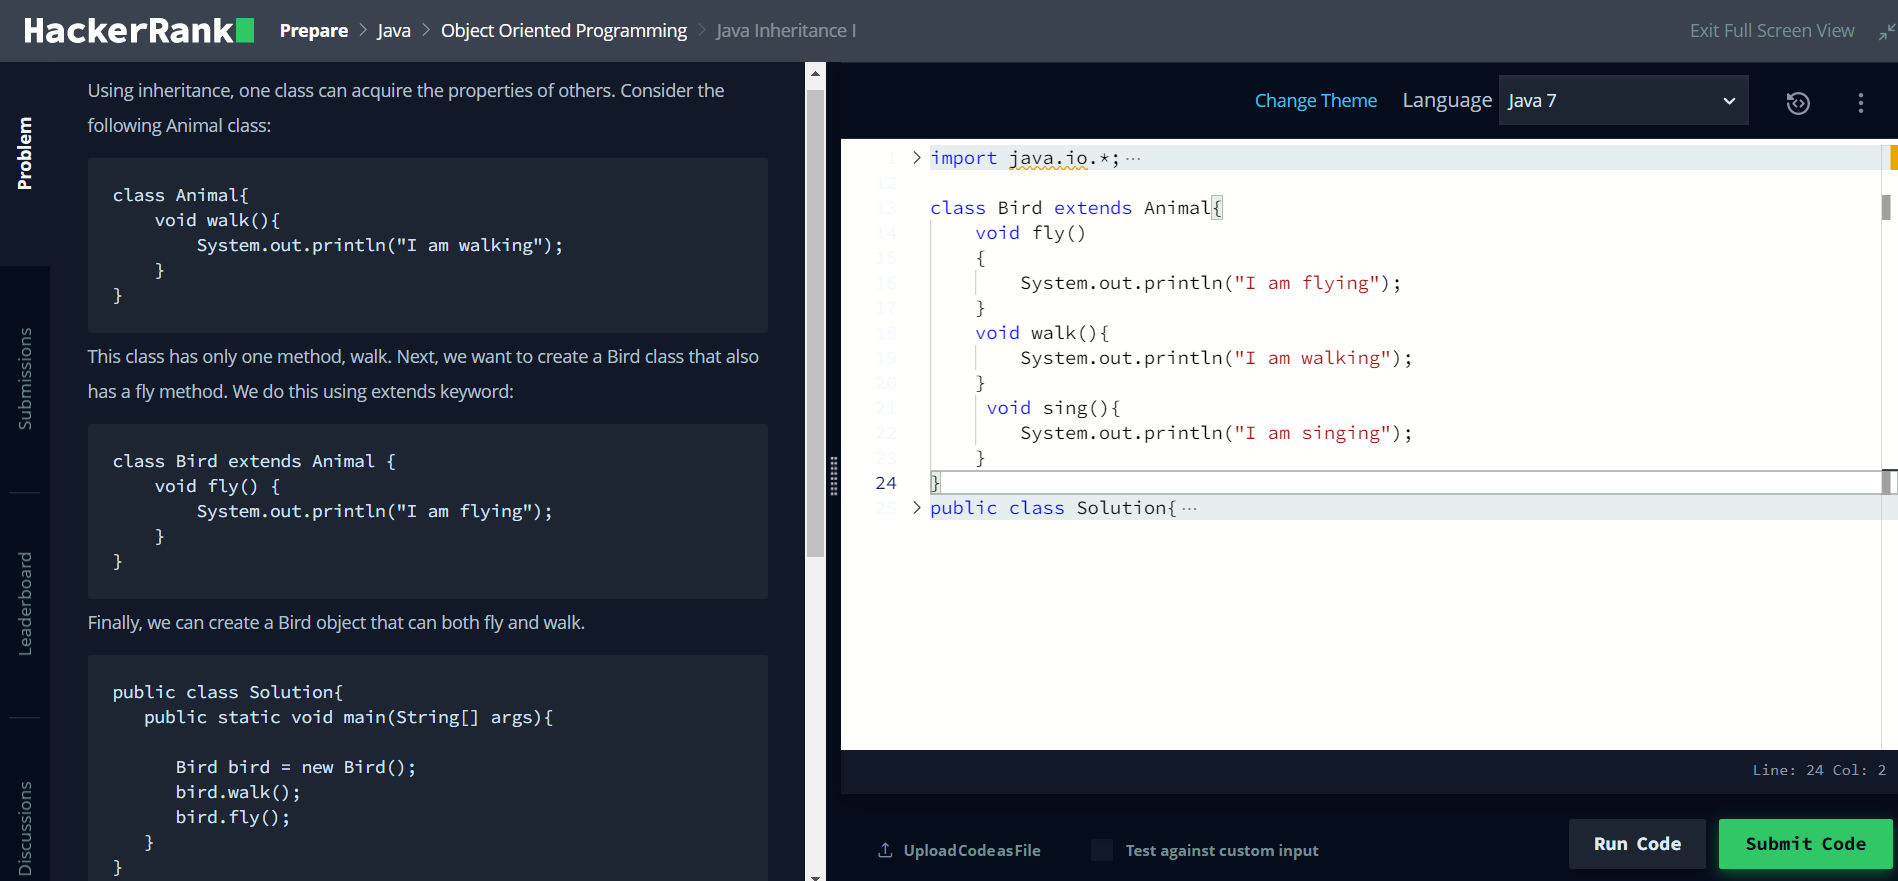 HackerRank Prepare > Java > Object Oriented Programming > Java Inheritance I Exit Full Screen View
Problem
Submissions
Leaderboard
Discussions
Using inheritance, one class can acquire the properties of others. Consider the
following Animal class:
class Animal{
void walk(){
System.out.println("I am walking");
}
}
This class has only one method, walk. Next, we want to create a Bird class that also
has a fly method. We do this using extends keyword:
class Bird extends Animal {
void fly() {
System.out.println("I am flying");
}
}
Finally, we can create a Bird object that can both fly and walk.
public class Solution{
public static void main(String[] args){
Bird bird = new Bird();
bird.walk();
bird.fly();
}
}
Change Theme Language Java 7
1 > import java.io.*;···
12
13 class Bird extends Animal{
14 void fly()
15 {
16 System.out.println("I am flying");
17 }
18 void walk(){
19 System.out.println("I am walking");
20 }
21 void sing(){
22 System.out.println("I am singing");
23 }
24 }
25 > public class Solution{···
Line: 24 Col: 2
Upload Code as File Test against custom input Run Code Submit Code